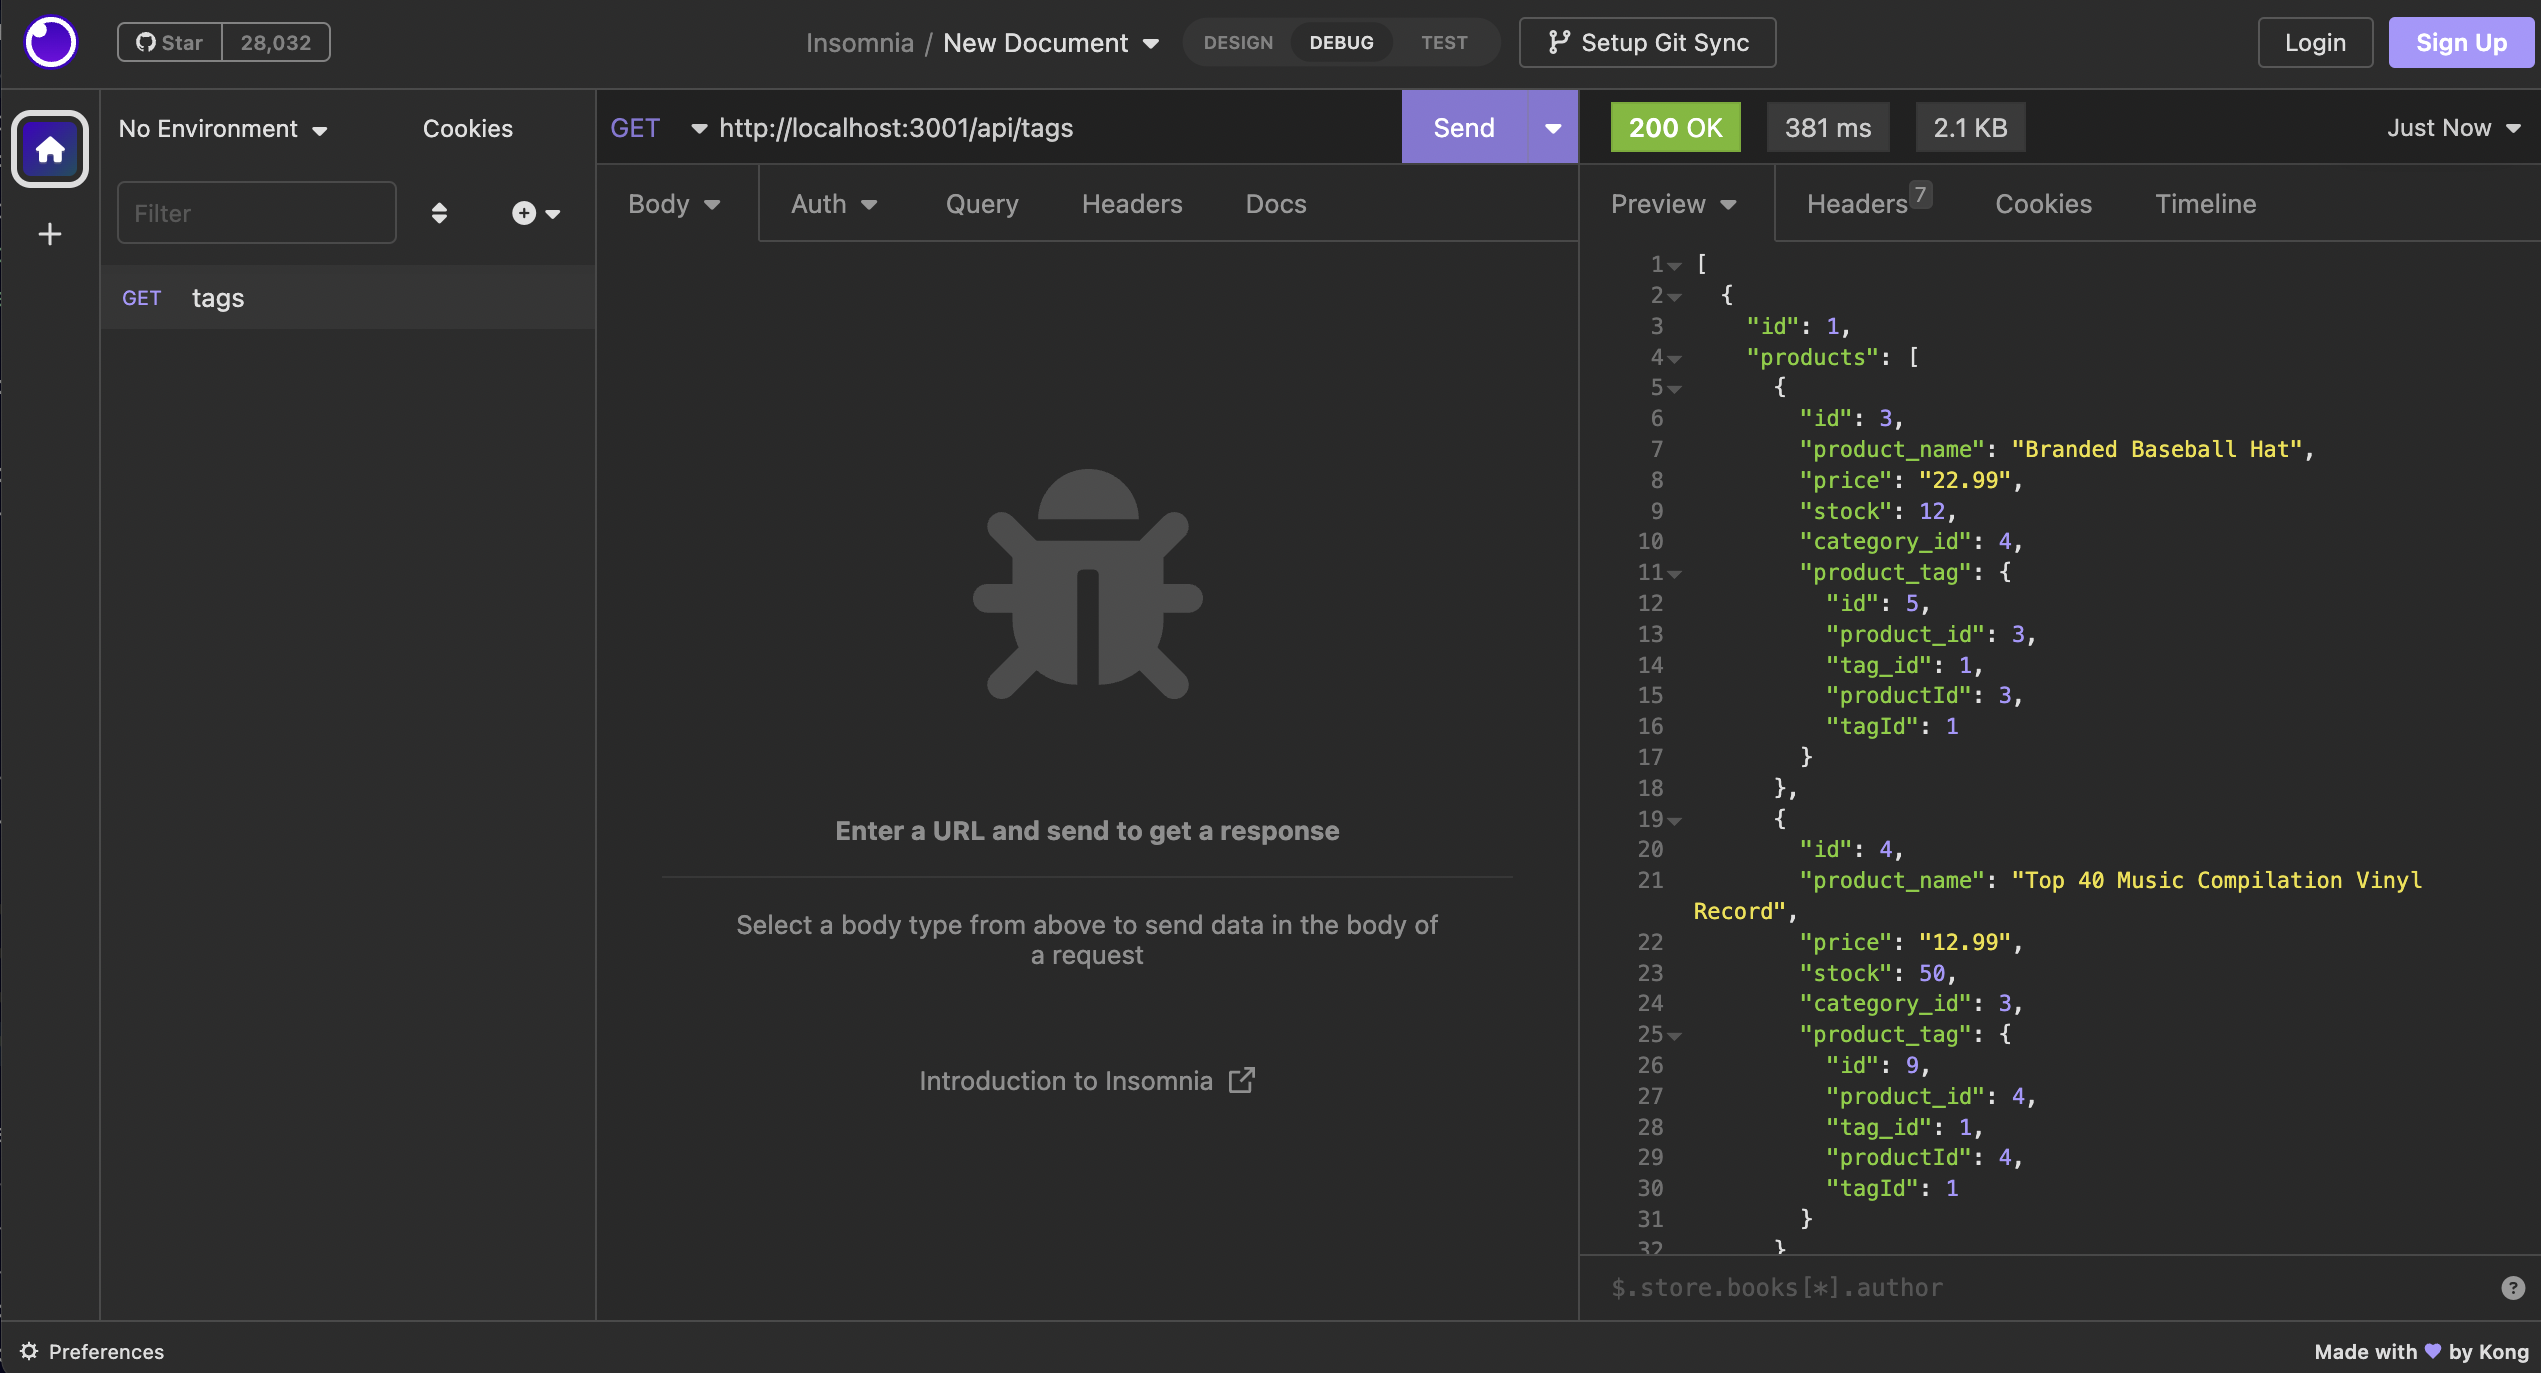 Star 28,032
Insomnia / New Document
DESIGN DEBUG TEST
Setup Git Sync
Login
Sign Up
No Environment
Cookies
Filter
GET tags
GET http://localhost:3001/api/tags
Send
Body Auth Query Headers Docs
Enter a URL and send to get a response
Select a body type from above to send data in the body of
a request
Introduction to Insomnia
200 OK 381 ms 2.1 KB Just Now
Preview Headers 7 Cookies Timeline
1 [
2 {
3 "id": 1,
4 "products": [
5 {
6 "id": 3,
7 "product_name": "Branded Baseball Hat",
8 "price": "22.99",
9 "stock": 12,
10 "category_id": 4,
11 "product_tag": {
12 "id": 5,
13 "product_id": 3,
14 "tag_id": 1,
15 "productId": 3,
16 "tagId": 1
17 }
18 },
19 {
20 "id": 4,
21 "product_name": "Top 40 Music Compilation Vinyl
Record",
22 "price": "12.99",
23 "stock": 50,
24 "category_id": 3,
25 "product_tag": {
26 "id": 9,
27 "product_id": 4,
28 "tag_id": 1,
29 "productId": 4,
30 "tagId": 1
31 }
32 }
$.store.books[*].author
?
Preferences
Made with 💜 by Kong